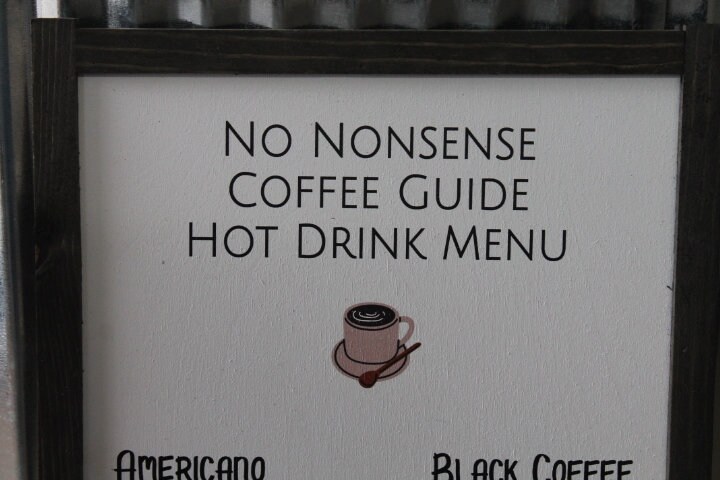 No Nonsense
Coffee Guide
Hot Drink Menu
Americano Black Coffee